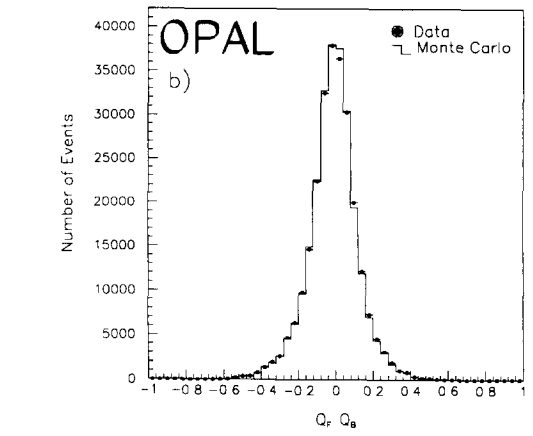 OPAL
b)
Data
Monte Carlo
Number of Events
40000
35000
30000
25000
20000
15000
10000
5000
0
-1 -0 8 -0 6 -0 4 -0 2 0 0 2 0 4 0 6 0 8 1
Q_F Q_B